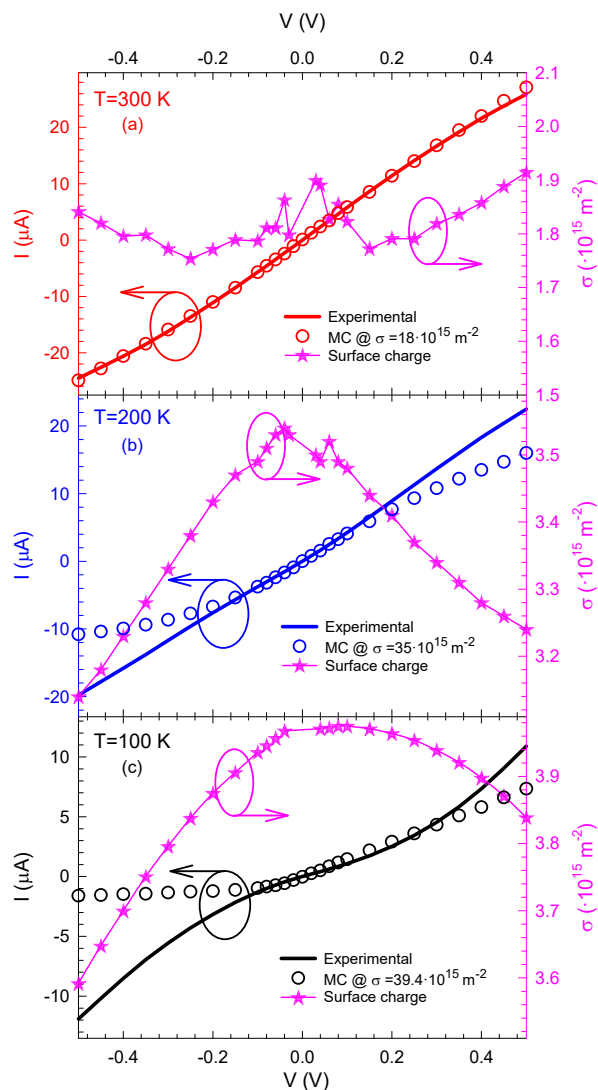 V (V)
-0.4 -0.2 0.0 0.2 0.4
T=300 K
(a)
I (μA)
20
10
0
-10
-20
2.1
2.0
1.9
1.8
1.7
1.6
1.5
σ (·10¹⁵ m⁻²)
Experimental
MC @ σ =18·10¹⁵ m⁻²
Surface charge
T=200 K
(b)
I (μA)
20
10
0
-10
-20
3.5
3.4
3.3
3.2
σ (·10¹⁵ m⁻²)
Experimental
MC @ σ =35·10¹⁵ m⁻²
Surface charge
T=100 K
(c)
I (μA)
10
5
0
-5
-10
3.9
3.8
3.7
3.6
σ (·10¹⁵ m⁻²)
Experimental
MC @ σ =39.4·10¹⁵ m⁻²
Surface charge
-0.4 -0.2 0.0 0.2 0.4
V (V)